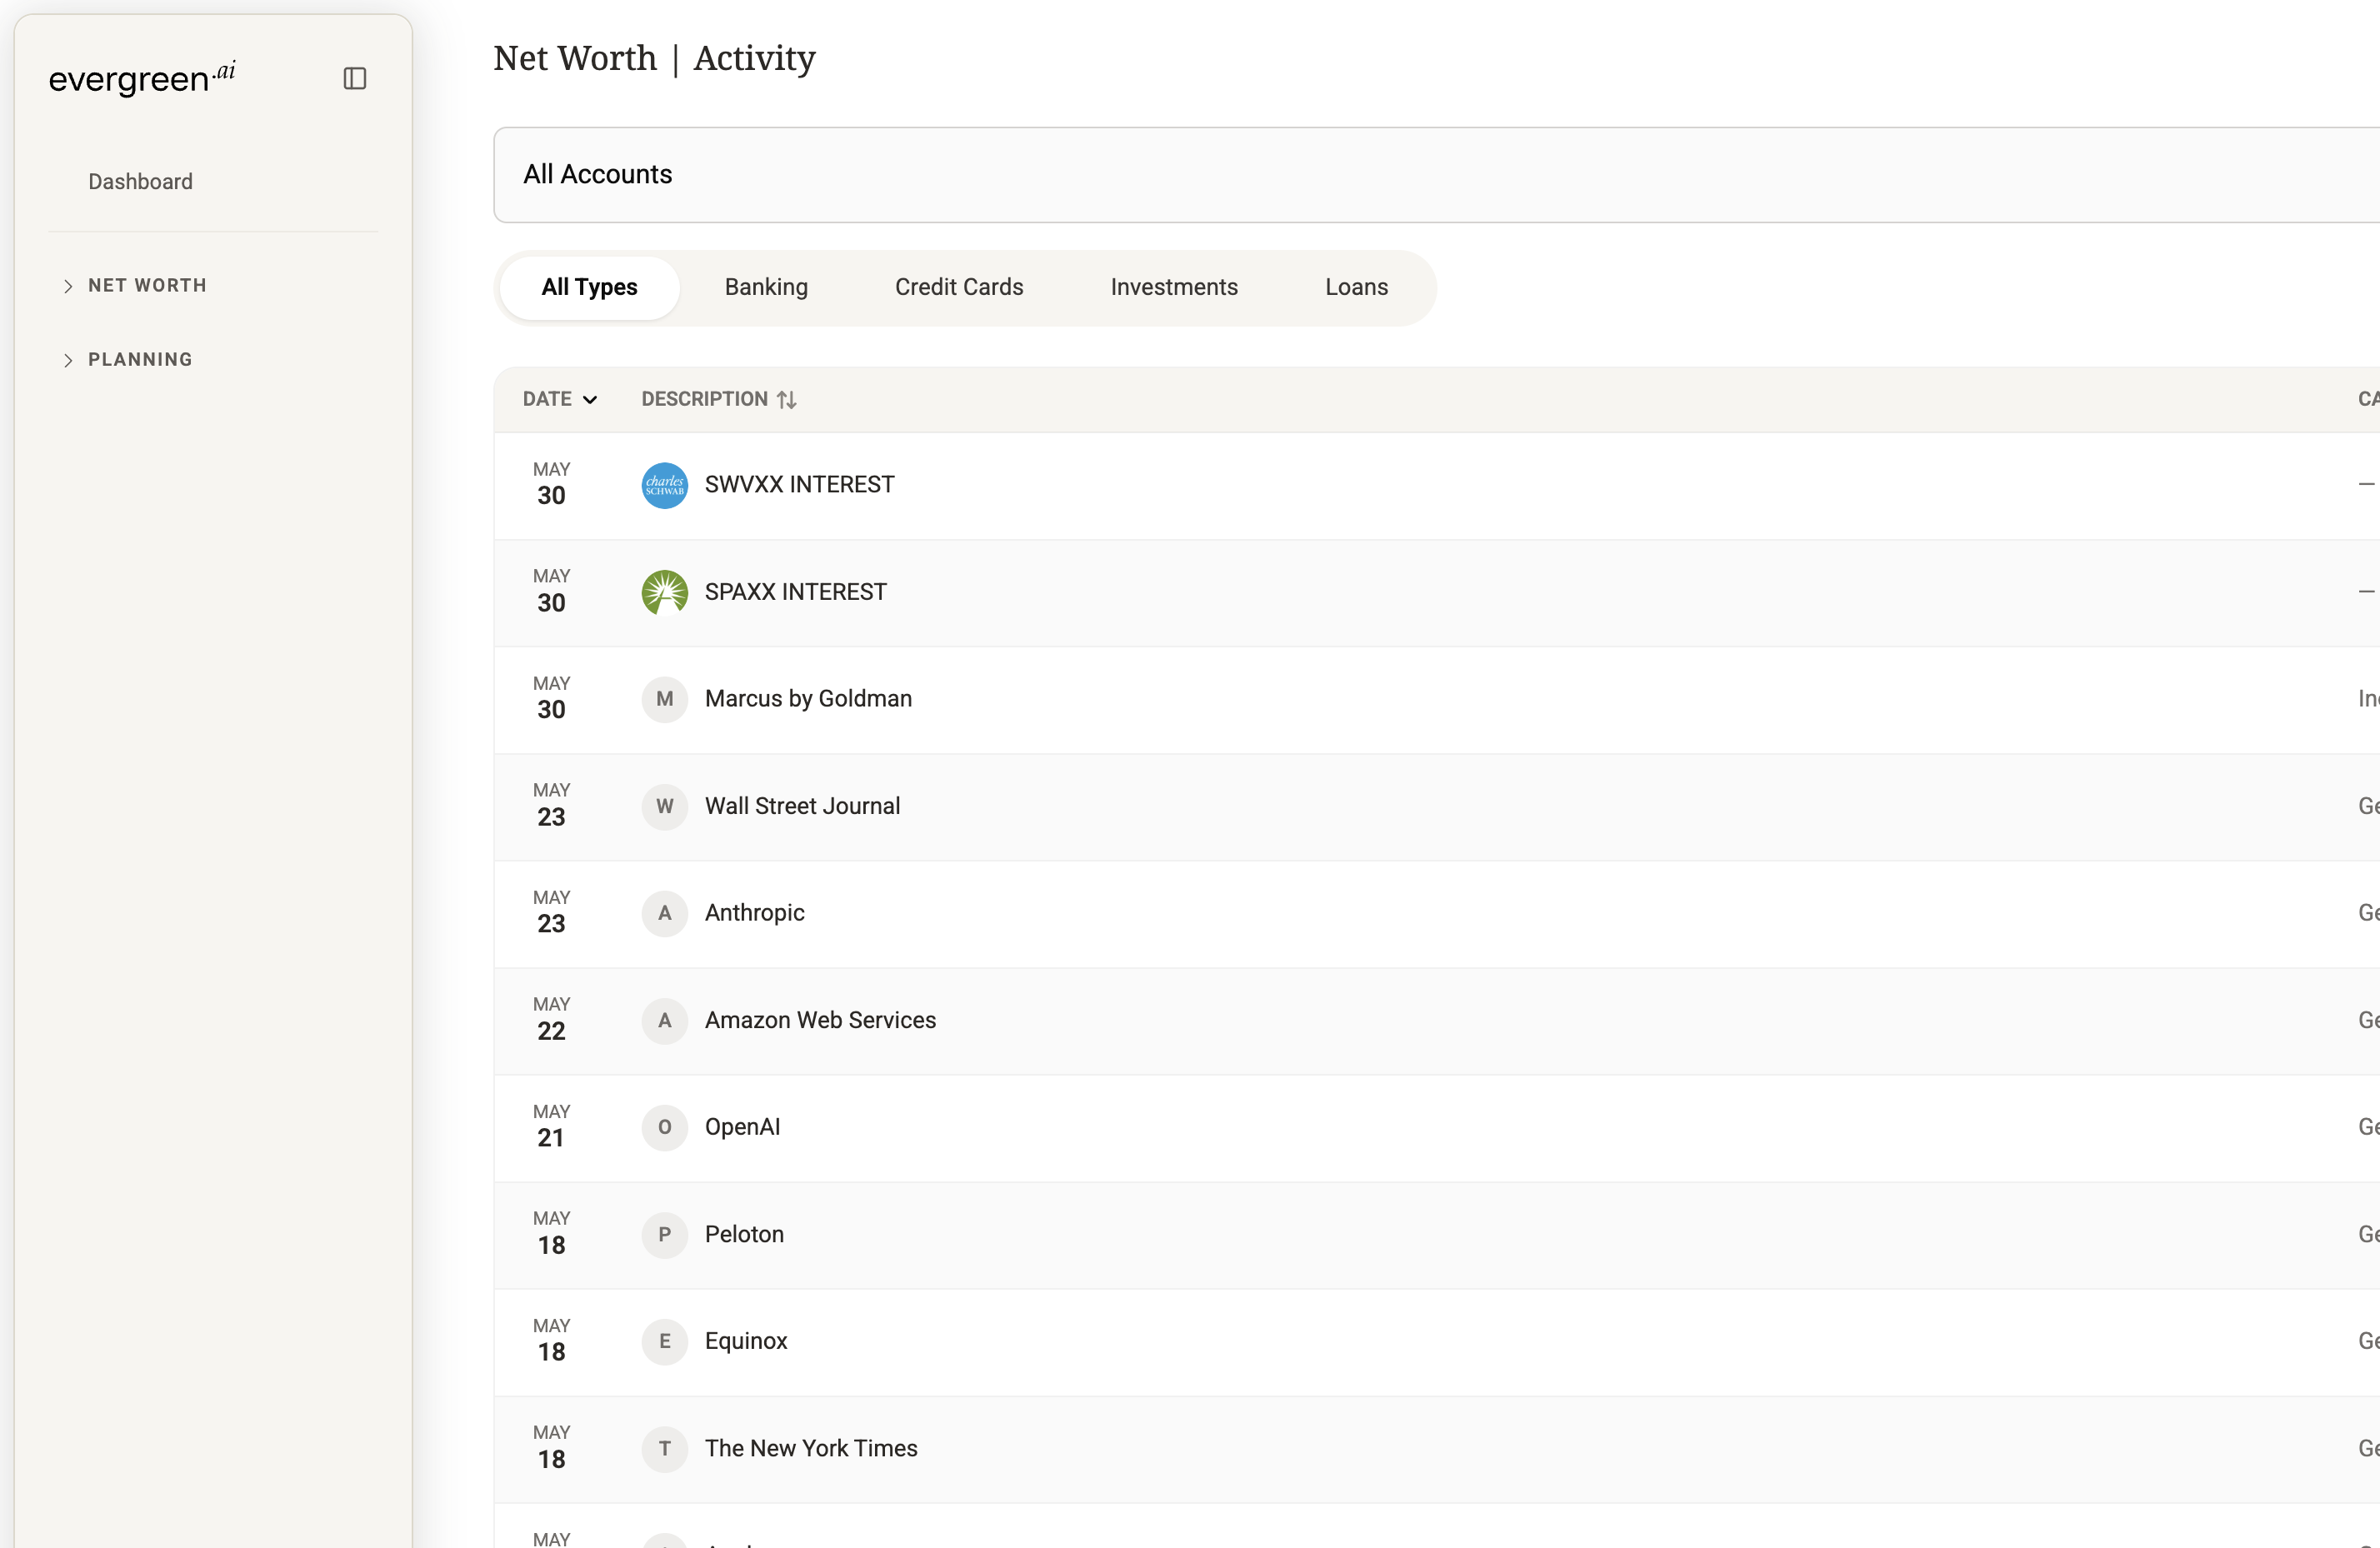 evergreen.ai
Dashboard
NET WORTH
PLANNING
Net Worth | Activity
All Accounts
All Types Banking Credit Cards Investments Loans
DATE DESCRIPTION
MAY
30
charles
SCHWAB
SWVXX INTEREST
—
MAY
30
SPAXX INTEREST
—
MAY
30
M
Marcus by Goldman
MAY
23
W
Wall Street Journal
MAY
23
A
Anthropic
MAY
22
A
Amazon Web Services
MAY
21
O
OpenAI
MAY
18
P
Peloton
MAY
18
E
Equinox
MAY
18
T
The New York Times
MAY